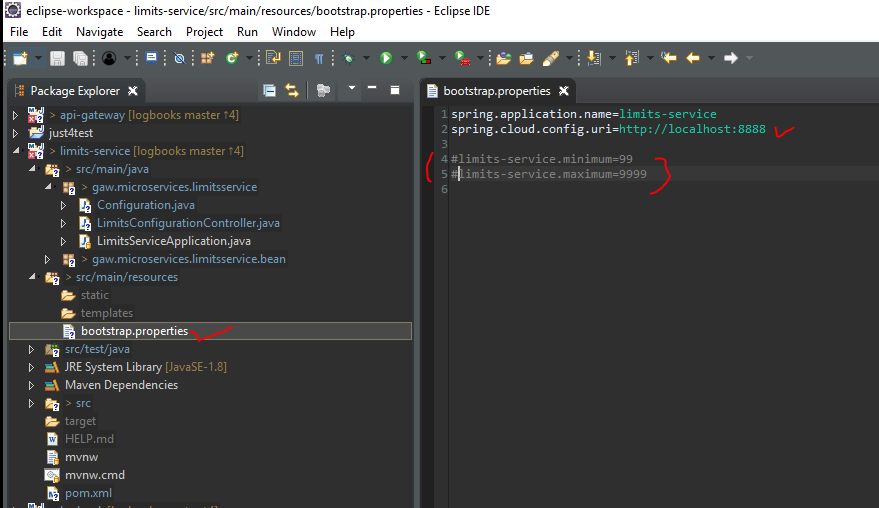 eclipse-workspace - limits-service/src/main/resources/bootstrap.properties - Eclipse IDE
File Edit Navigate Search Project Run Window Help
Package Explorer
> api-gateway [logbooks master ↑4]
just4test
> limits-service [logbooks master ↑4]
> src/main/java
> gaw.microservices.limitsservice
Configuration.java
LimitsConfigurationController.java
LimitsServiceApplication.java
> gaw.microservices.limitsservice.bean
> src/main/resources
static
templates
bootstrap.properties
src/test/java
JRE System Library [JavaSE-1.8]
Maven Dependencies
> src
target
HELP.md
mvnw
mvnw.cmd
pom.xml
bootstrap.properties
1 spring.application.name=limits-service
2 spring.cloud.config.uri=http://localhost:8888
3
4 #limits-service.minimum=99
5 #limits-service.maximum=9999
6